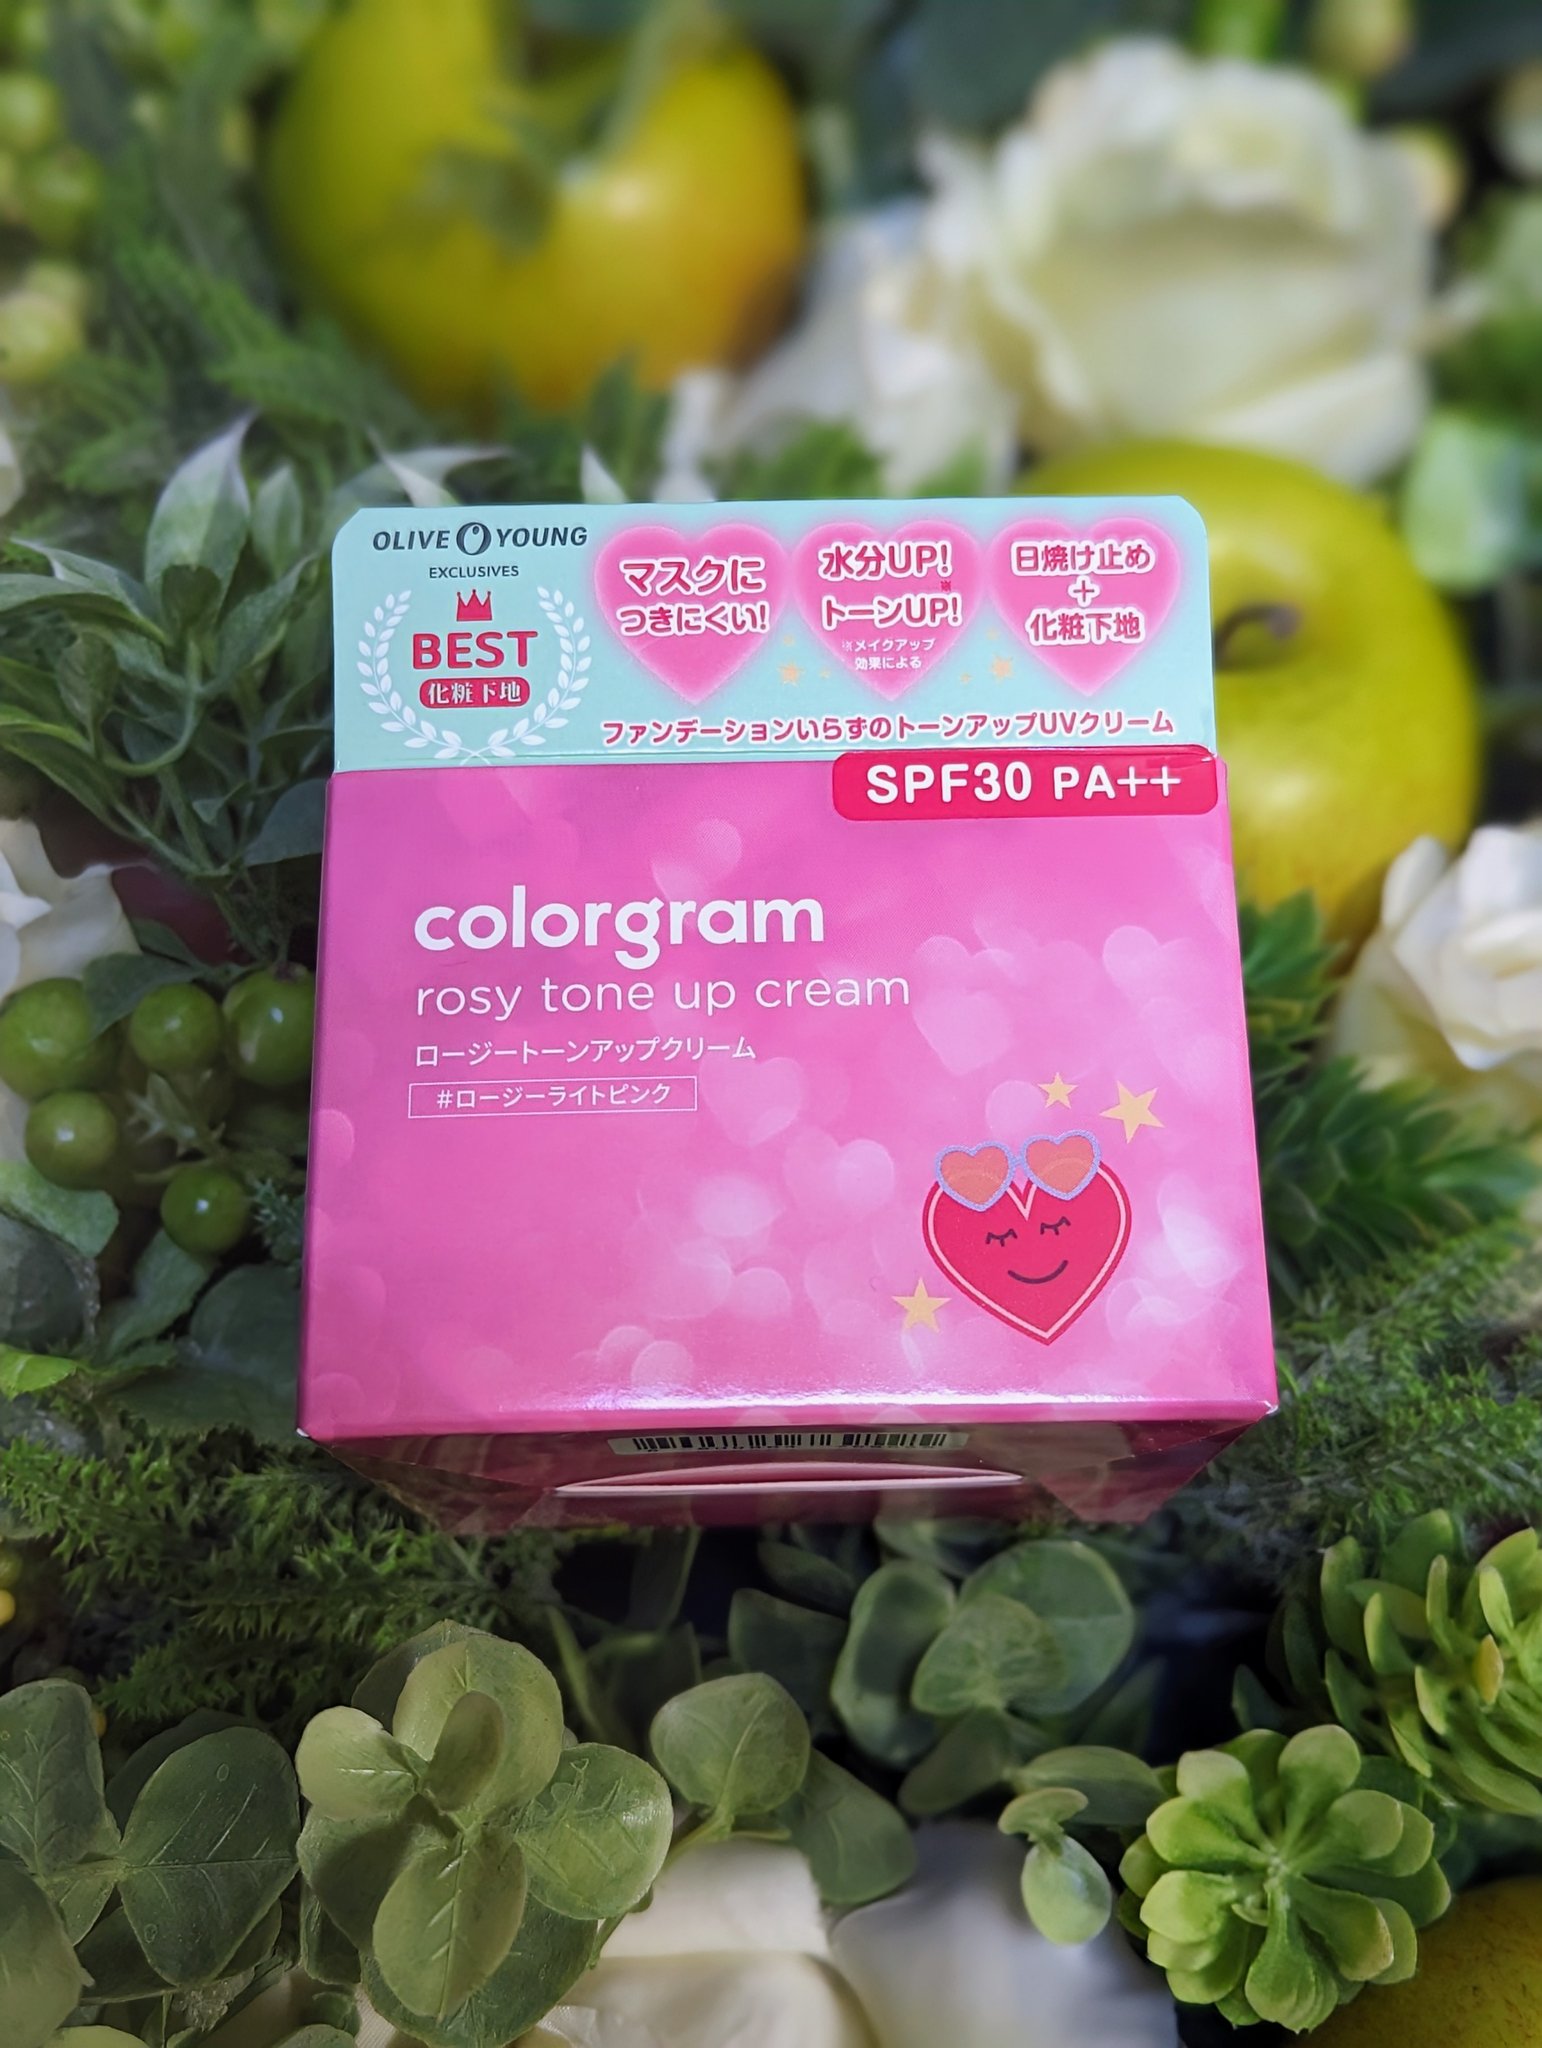 OLIVE YOUNG
EXCLUSIVES
BEST
化粧下地
マスクに
つきにくい!
水分UP!
トーンUP!※
※メイクアップ
効果による
日焼け止め
+
化粧下地
ファンデーションいらずのトーンアップUVクリーム
SPF30 PA++
colorgram
rosy tone up cream
ロージートーンアップクリーム
#ロージーライトピンク